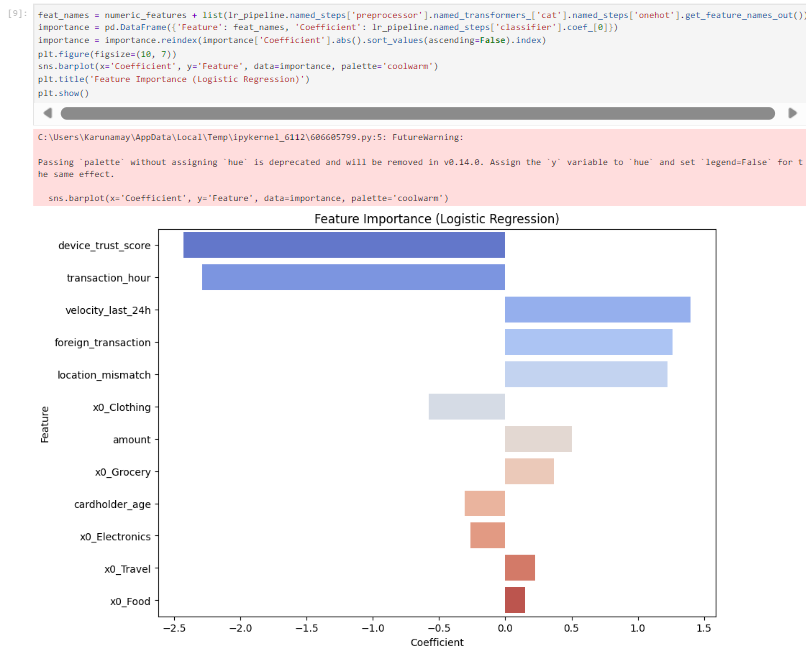 [9]:
feat_names = numeric_features + list(lr_pipeline.named_steps['preprocessor'].named_transformers_['cat'].named_steps['onehot'].get_feature_names_out())
importance = pd.DataFrame({'Feature': feat_names, 'Coefficient': lr_pipeline.named_steps['classifier'].coef_[0]})
importance = importance.reindex(importance['Coefficient'].abs().sort_values(ascending=False).index)
plt.figure(figsize=(10, 7))
sns.barplot(x='Coefficient', y='Feature', data=importance, palette='coolwarm')
plt.title('Feature Importance (Logistic Regression)')
plt.show()
C:\Users\Karunamay\AppData\Local\Temp\ipykernel_6112\606605799.py:5: FutureWarning:
Passing `palette` without assigning `hue` is deprecated and will be removed in v0.14.0. Assign the `y` variable to `hue` and set `legend=False` for t
he same effect.
sns.barplot(x='Coefficient', y='Feature', data=importance, palette='coolwarm')
Feature Importance (Logistic Regression)
device_trust_score
transaction_hour
velocity_last_24h
foreign_transaction
location_mismatch
x0_Clothing
amount
x0_Grocery
cardholder_age
x0_Electronics
x0_Travel
x0_Food
Feature
−2.5 −2.0 −1.5 −1.0 −0.5 0.0 0.5 1.0 1.5
Coefficient